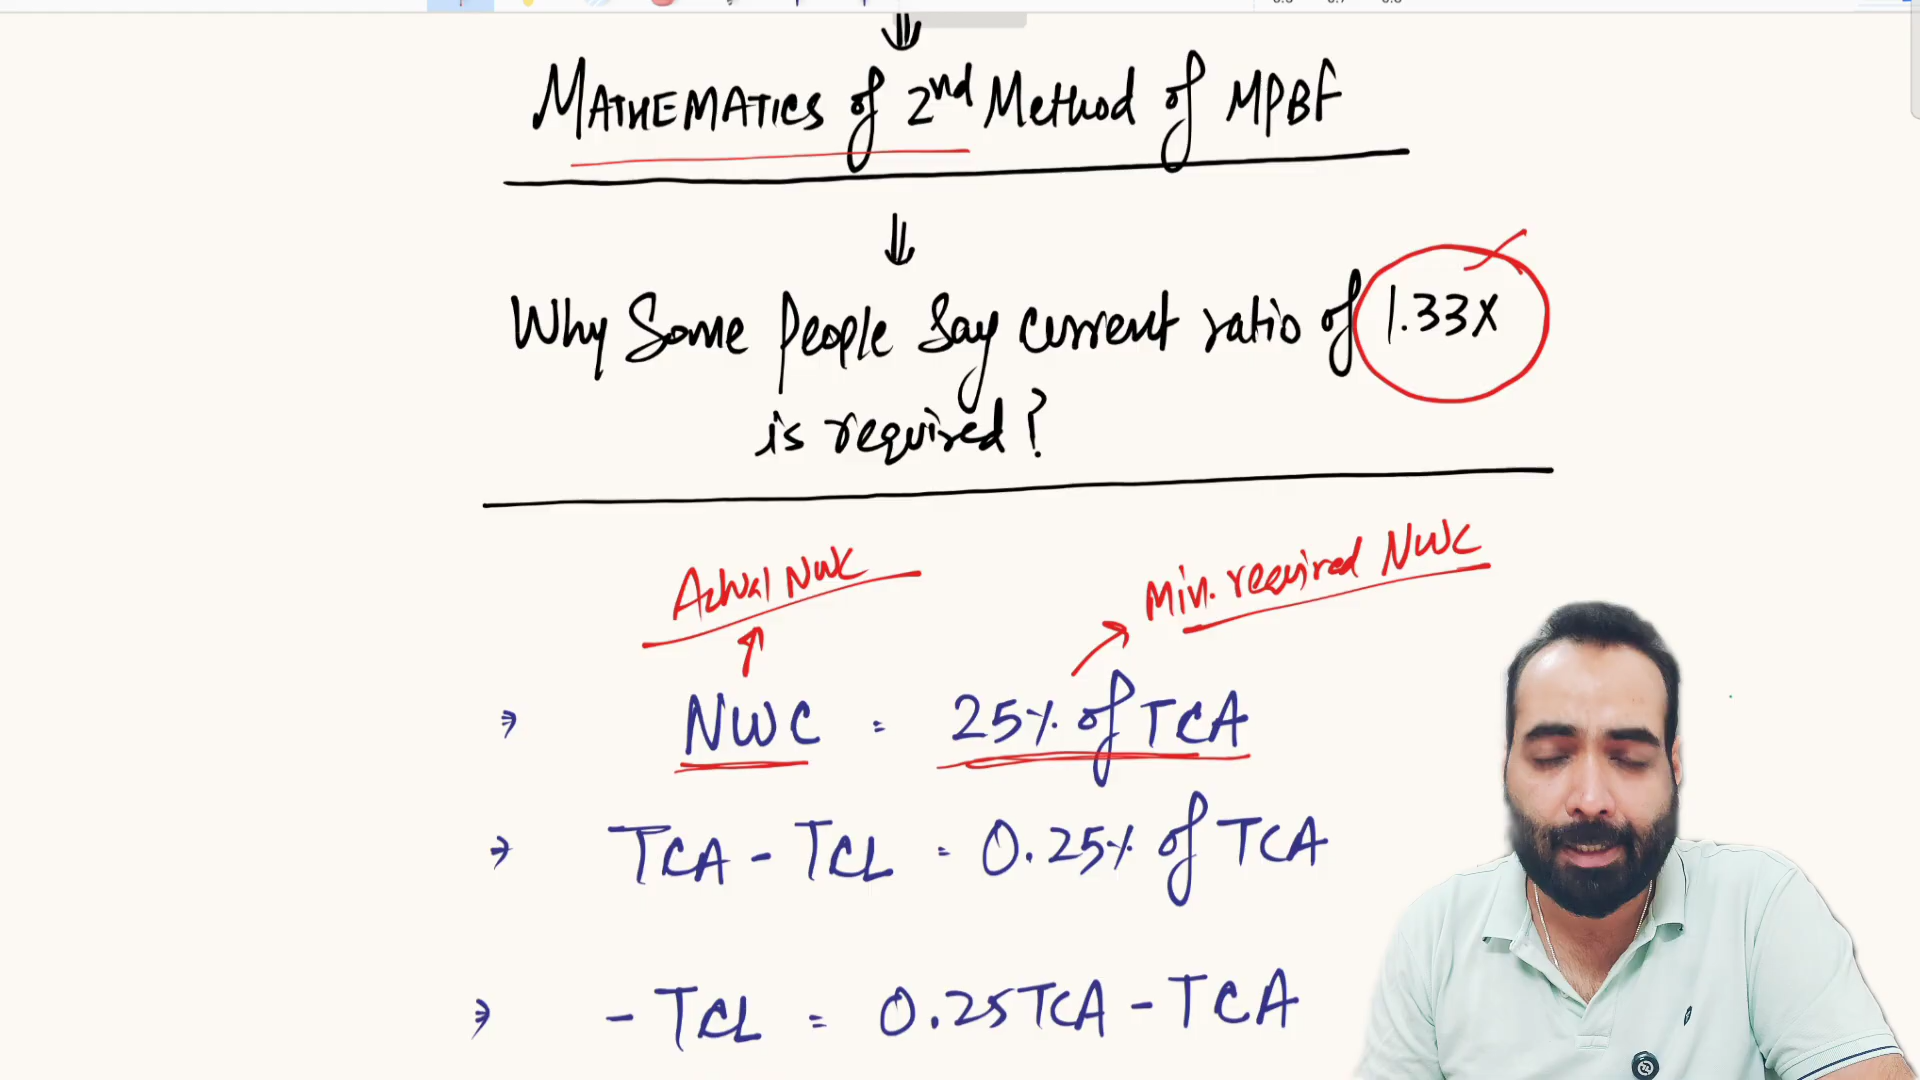 ⇓
MATHEMATICS of 2nd Method of MPBF
⇓
Why Some People Say current ratio of 1.33X
is required?
Actual NWC
Min. required NWC
⇒ NWC = 25% of TCA
⇒ TCA - TCL = 0.25% of TCA
⇒ - TCL = 0.25TCA - TCA